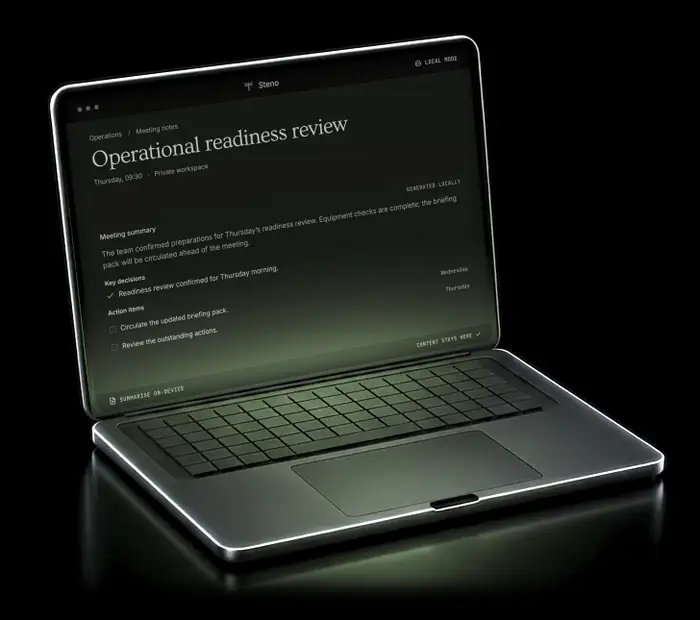 Steno
LOCAL MODE
Operations / Meeting notes
Operational readiness review
Thursday, 09:30 · Private workspace
GENERATED LOCALLY
Meeting summary
The team confirmed preparations for Thursday's readiness review. Equipment checks are complete; the briefing
pack will be circulated ahead of the meeting.
Key decisions
Readiness review confirmed for Thursday morning.
Action items
Circulate the updated briefing pack.
Wednesday
Review the outstanding actions.
Thursday
SUMMARISE ON-DEVICE
CONTENT STAYS HERE ✓